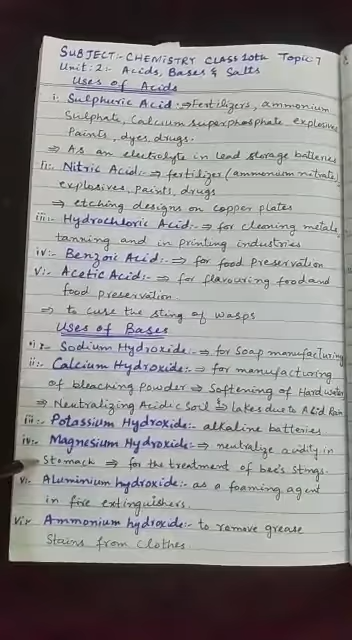 SUBJECT:- CHEMISTRY CLASS 10th Topic 7
Unit:2:- Acids, Bases & Salts
Uses of Acids
i:- Sulphuric Acid:⇒ Fertilizers, ammonium
Sulphate, Calcium superphosphate explosives
Paints, dyes, drugs.
⇒ As an electrolyte in lead storage batteries
ii:- Nitric Acid:- ⇒ fertilizer (ammonium nitrate)
explosives, Paints, drugs
⇒ etching designs on copper plates
iii:- Hydrochloric Acid:- ⇒ for cleaning metals,
tanning and in printing industries
iv:- Benzoic Acid:- ⇒ for food Preservation
v:- Acetic Acid:- ⇒ for flavouring food and
food preservation
⇒ to cure the sting of wasps
Uses of Bases
i:- Sodium Hydroxide:- ⇒ for Soap manufacturing
ii:- Calcium Hydroxide:- ⇒ for manufacturing
of bleaching Powder ⇒ Softening of Hard water
⇒ Neutralizing Acidic Soil & lakes due to Acid Rain
iii:- Potassium Hydroxide:- alkaline batteries
iv:- Magnesium Hydroxide:- ⇒ neutralize acidity in
Stomach ⇒ for the treatment of bee's Stings.
v:- Aluminium hydroxide:- as a foaming agent
in fire extinguishers.
Ammonium hydroxide:- to remove grease
Stains from clothes